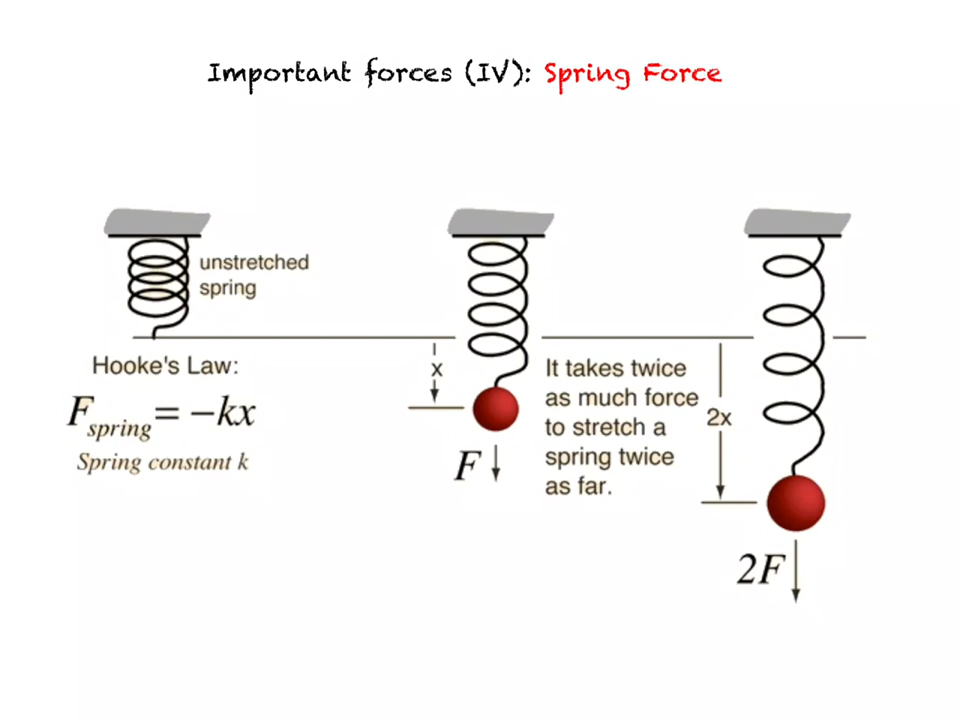 Important forces (IV): Spring Force
unstretched
spring
Hooke's Law:
F_spring = −kx
Spring constant k
x
F
It takes twice
as much force
to stretch a
spring twice
as far.
2x
2F